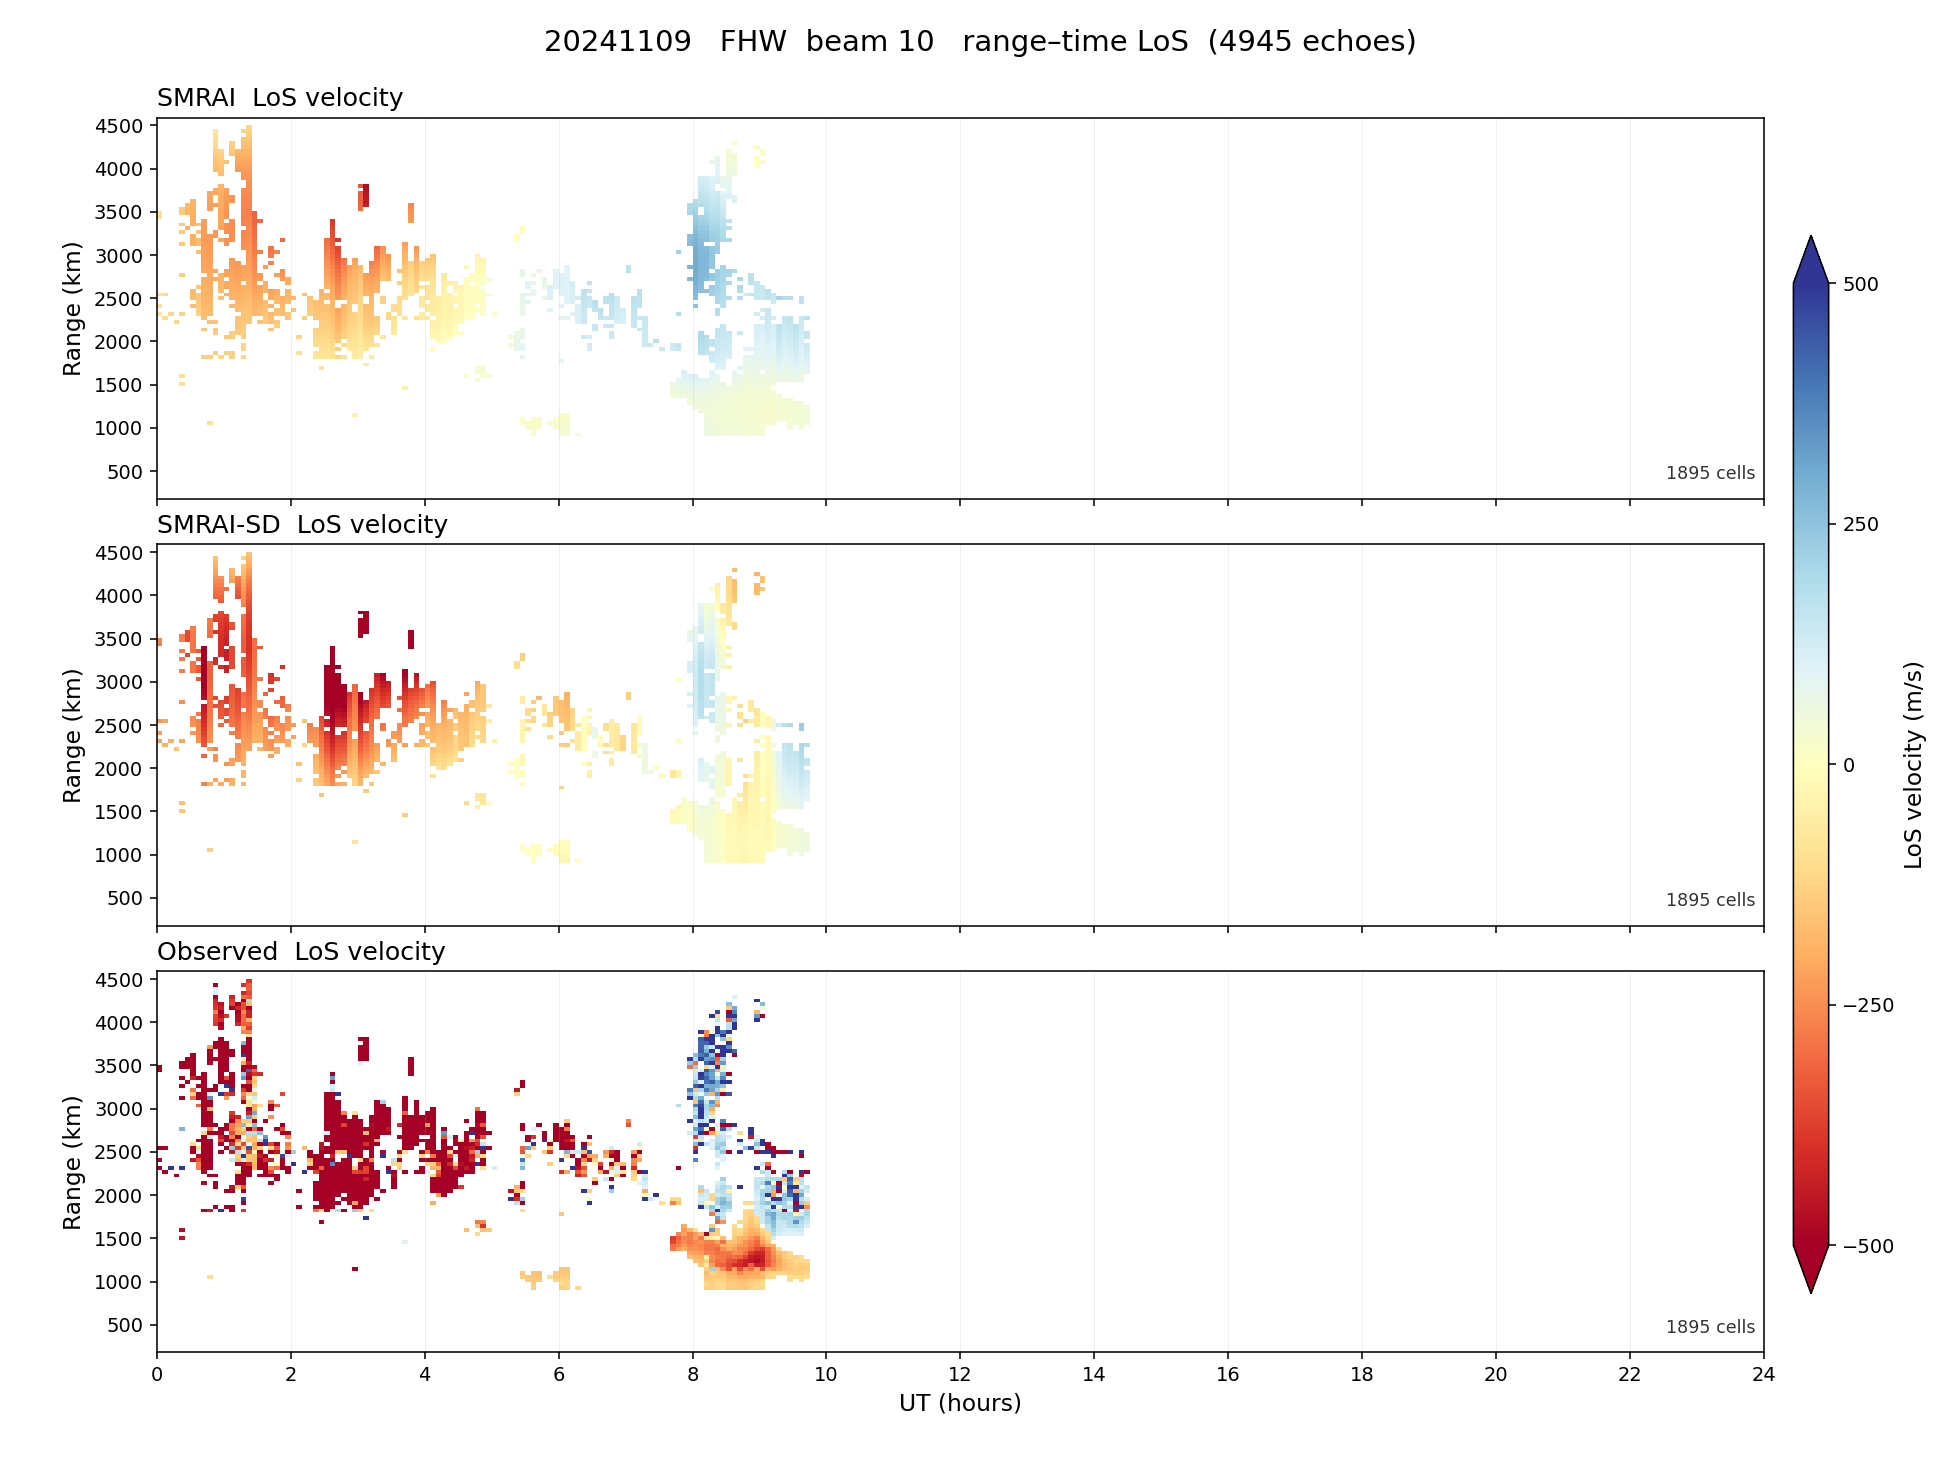 20241109   FHW  beam 10   range–time LoS  (4945 echoes)
SMRAI  LoS velocity
4500
4000
3500
3000
2500
2000
1500
1000
500
Range (km)
1895 cells
SMRAI-SD  LoS velocity
4500
4000
3500
3000
2500
2000
1500
1000
500
Range (km)
1895 cells
Observed  LoS velocity
4500
4000
3500
3000
2500
2000
1500
1000
500
Range (km)
1895 cells
0 2 4 6 8 10 12 14 16 18 20 22 24
UT (hours)
500
250
0
−250
−500
LoS velocity (m/s)